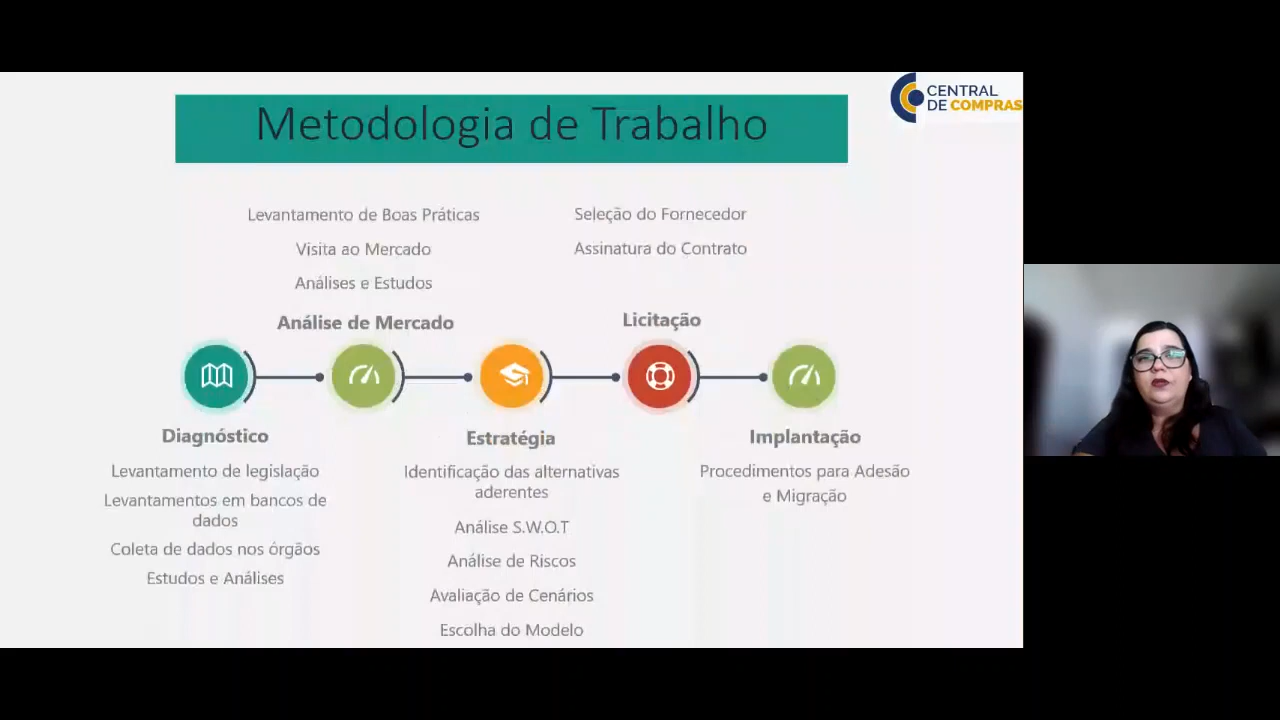 CENTRAL
DE COMPRAS
Metodologia de Trabalho
Levantamento de Boas Práticas
Visita ao Mercado
Análises e Estudos
Análise de Mercado
Seleção do Fornecedor
Assinatura do Contrato
Licitação
Diagnóstico
Levantamento de legislação
Levantamentos em bancos de
dados
Coleta de dados nos órgãos
Estudos e Análises
Estratégia
Identificação das alternativas
aderentes
Análise S.W.O.T
Análise de Riscos
Avaliação de Cenários
Escolha do Modelo
Implantação
Procedimentos para Adesão
e Migração